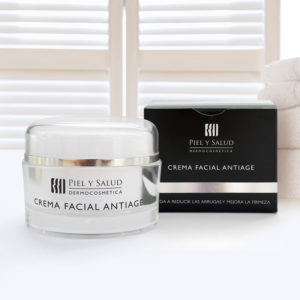 PIEL Y SALUD
DERMOCOSMÉTICA
CREMA FACIAL ANTIAGE
PIEL Y SALUD
DERMOCOSMÉTICA
CREMA FACIAL ANTIAGE
A REDUCIR LAS ARRUGAS Y MEJORA LA FIRMEZA